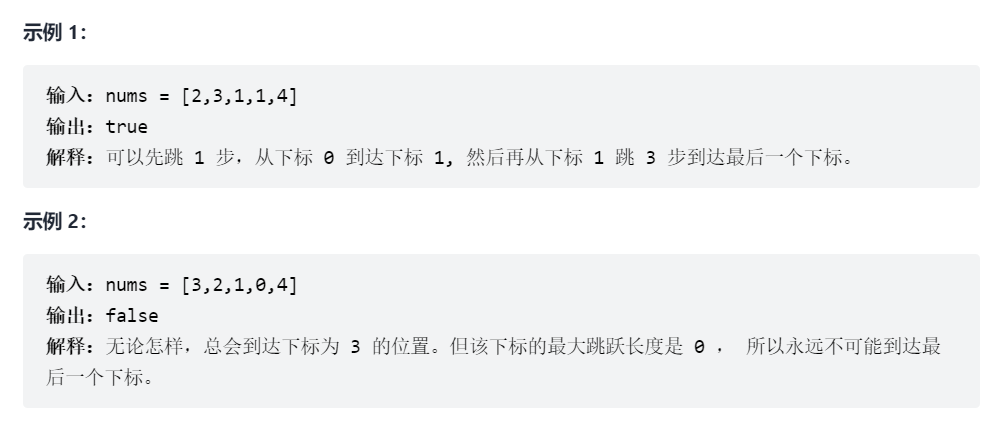 示例 1：
输入：nums = [2,3,1,1,4]
输出：true
解释：可以先跳 1 步，从下标 0 到达下标 1, 然后再从下标 1 跳 3 步到达最后一个下标。
示例 2：
输入：nums = [3,2,1,0,4]
输出：false
解释：无论怎样，总会到达下标为 3 的位置。但该下标的最大跳跃长度是 0 ， 所以永远不可能到达最
后一个下标。